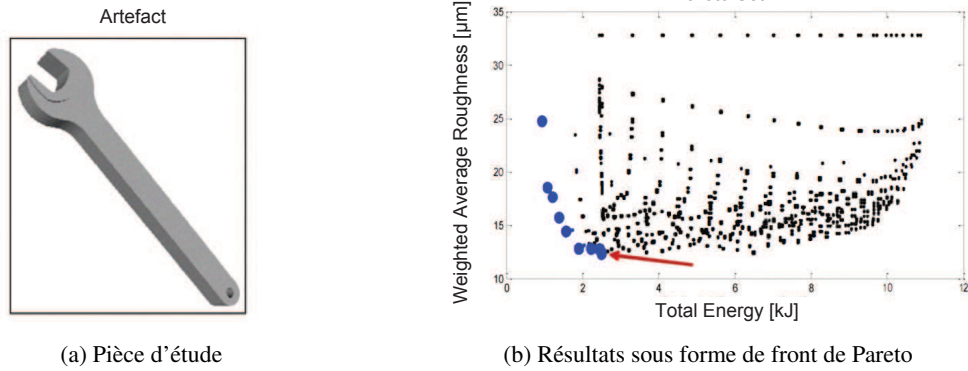 Artefact
Weighted Average Roughness [µm]
35
30
25
20
15
10
0
2
4
6
8
10
12
Total Energy [kJ]
(a) Pièce d'étude
(b) Résultats sous forme de front de Pareto